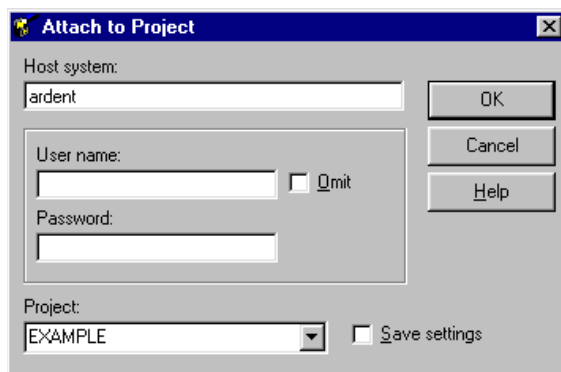 Attach to Project
Host system:
ardent
OK
User name:
Omit
Cancel
Password:
Help
Project:
EXAMPLE
Save settings